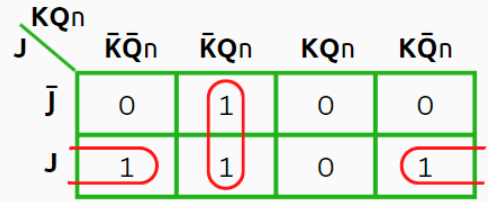 KQn
J K̄Q̄n K̄Qn KQn KQ̄n
J̄ 0 1 0 0
J 1 1 0 1